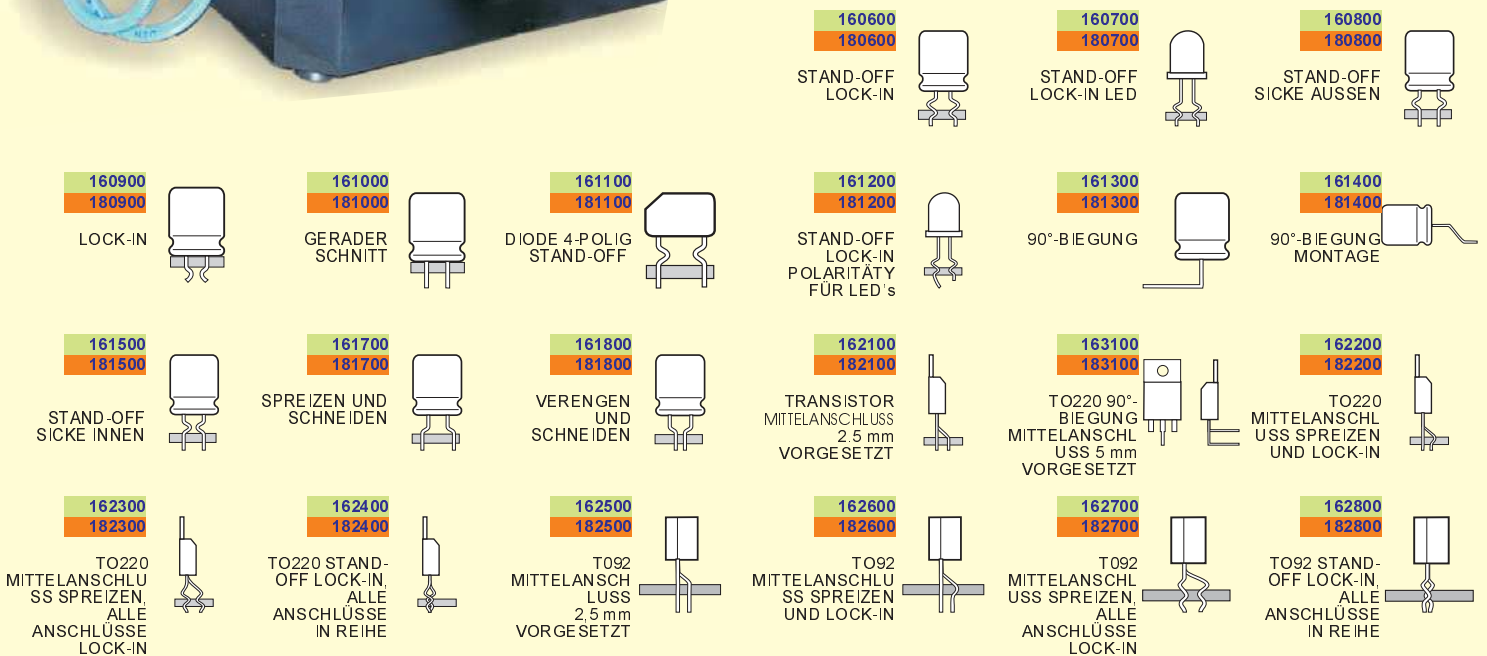 160600
180600
STAND-OFF
LOCK-IN
160700
180700
STAND-OFF
LOCK-IN LED
160800
180800
STAND-OFF
SICKE AUSSEN
160900
180900
LOCK-IN
161000
181000
GERADER
SCHNITT
161100
181100
DIODE 4-POLIG
STAND-OFF
161200
181200
STAND-OFF
LOCK-IN
POLARITÄTY
FÜR LED's
161300
181300
90°-BIEGUNG
161400
181400
90°-BIEGUNG
MONTAGE
161500
181500
STAND-OFF
SICKE INNEN
161700
181700
SPREIZEN UND
SCHNEIDEN
161800
181800
VERENGEN
UND
SCHNEIDEN
162100
182100
TRANSISTOR
MITTELANSCHLUSS
2.5 mm
VORGESETZT
163100
183100
TO220 90°-
BIEGUNG
MITTELANSCHL
USS 5 mm
VORGESETZT
162200
182200
TO220
MITTELANSCHL
USS SPREIZEN
UND LOCK-IN
162300
182300
TO220
MITTELANSCHLU
SS SPREIZEN,
ALLE
ANSCHLÜSSE
LOCK-IN
162400
182400
TO220 STAND-
OFF LOCK-IN,
ALLE
ANSCHLÜSSE
IN REIHE
162500
182500
T092
MITTELANSCH
LUSS
2,5 mm
VORGESETZT
162600
182600
TO92
MITTELANSCHLU
SS SPREIZEN
UND LOCK-IN
162700
182700
T092
MITTELANSCHL
USS SPREIZEN,
ALLE
ANSCHLÜSSE
LOCK-IN
162800
182800
TO92 STAND-
OFF LOCK-IN,
ALLE
ANSCHLÜSSE
IN REIHE